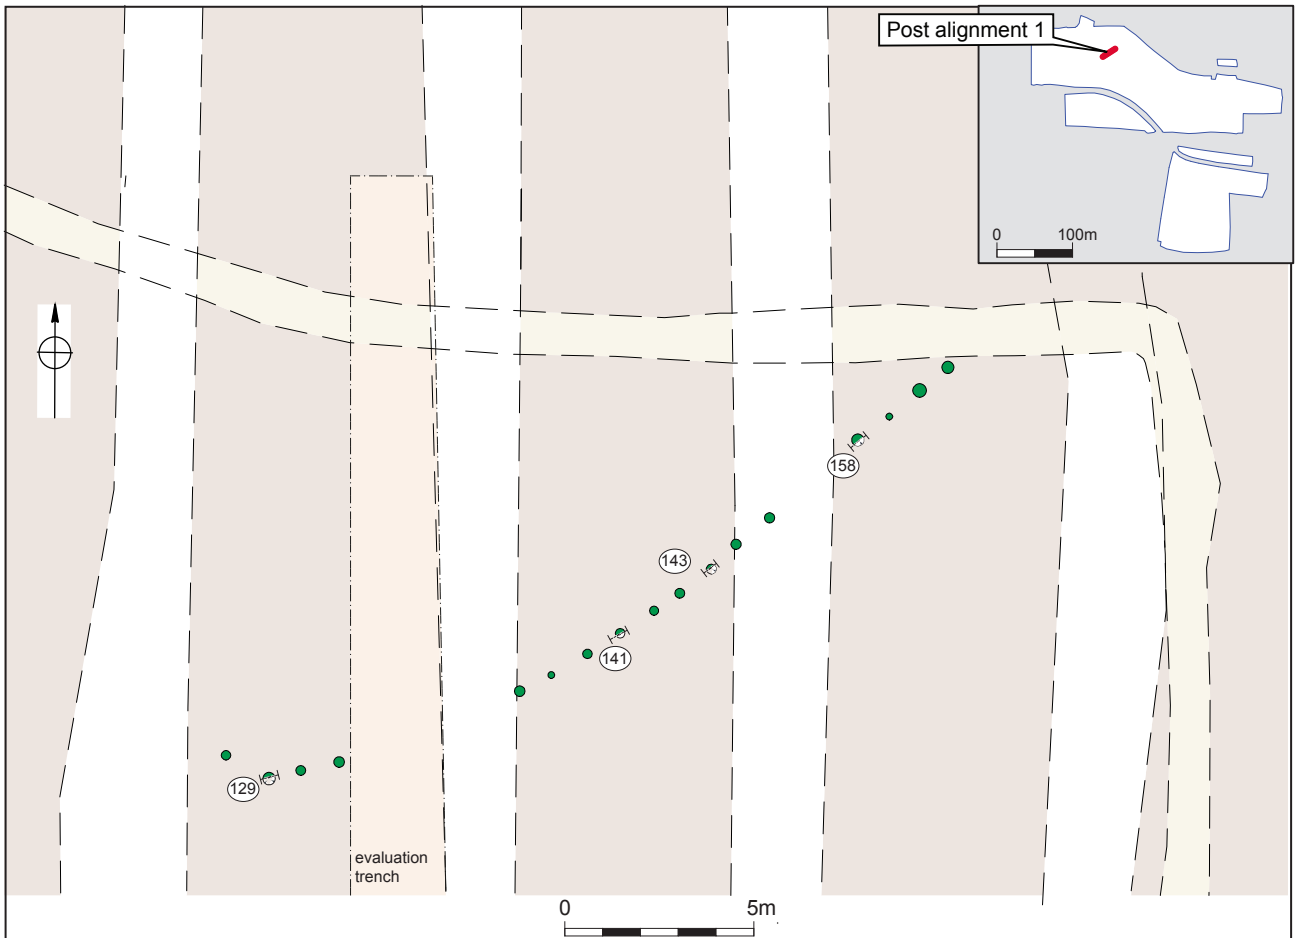 Post alignment 1
0 100m
158
143
141
129
evaluation
trench
0 5m